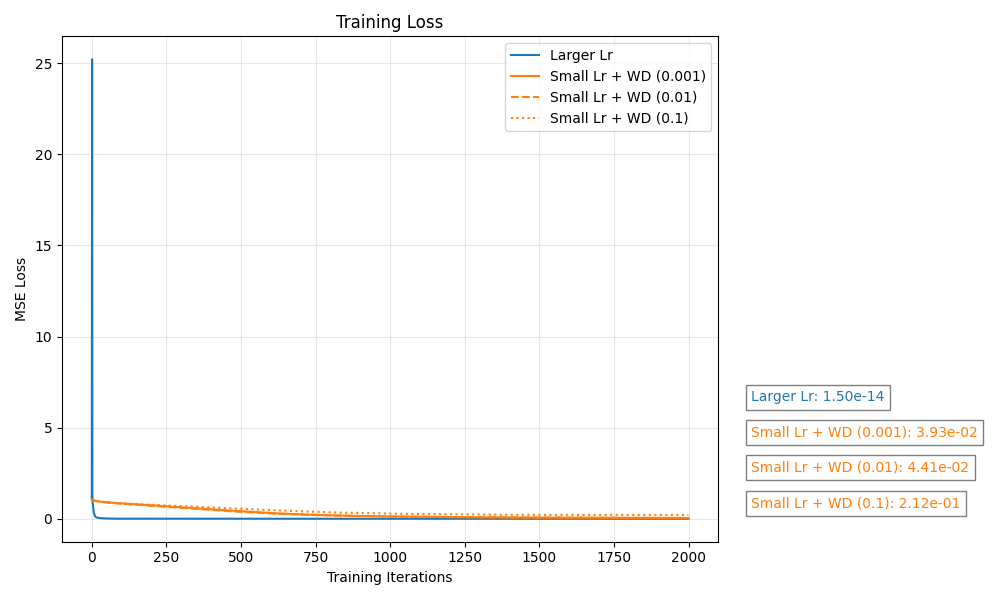 Training Loss
MSE Loss
25
20
15
10
5
0
0 250 500 750 1000 1250 1500 1750 2000
Training Iterations
Larger Lr
Small Lr + WD (0.001)
Small Lr + WD (0.01)
Small Lr + WD (0.1)
Larger Lr: 1.50e-14
Small Lr + WD (0.001): 3.93e-02
Small Lr + WD (0.01): 4.41e-02
Small Lr + WD (0.1): 2.12e-01